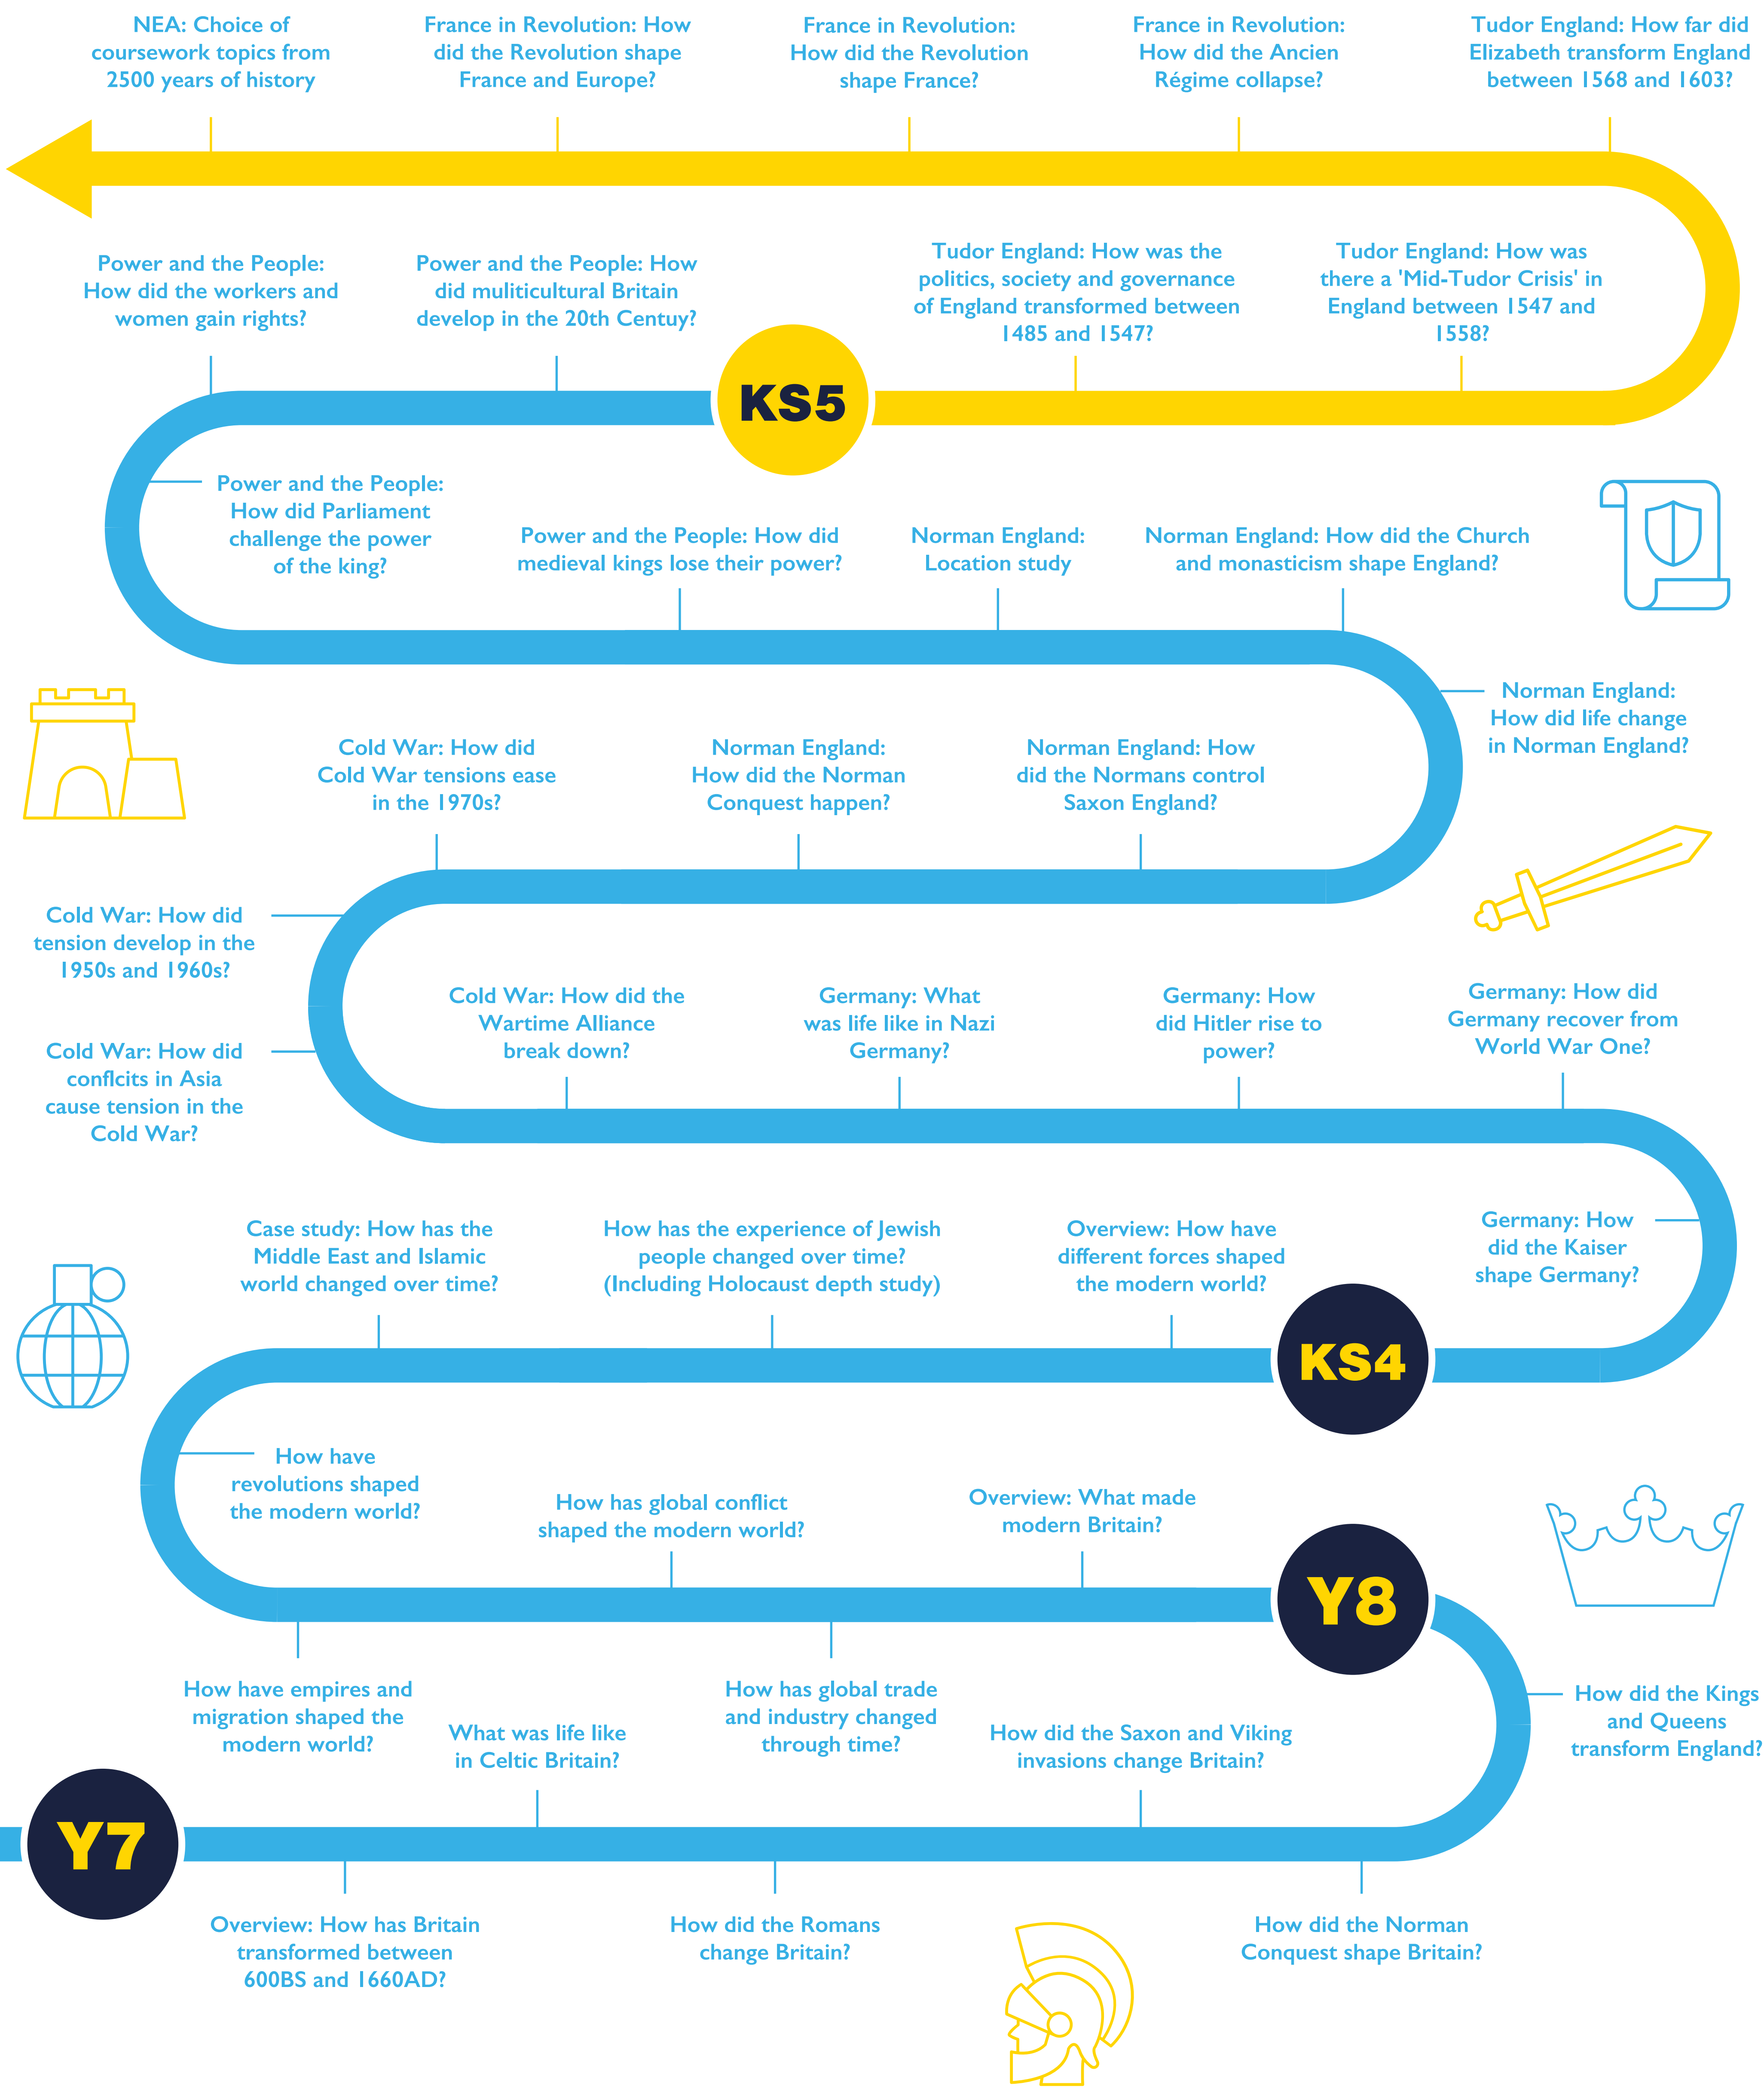 NEA: Choice of
coursework topics from
2500 years of history
France in Revolution: How
did the Revolution shape
France and Europe?
France in Revolution:
How did the Revolution
shape France?
France in Revolution:
How did the Ancien
Régime collapse?
Tudor England: How far did
Elizabeth transform England
between 1568 and 1603?
Power and the People:
How did the workers and
women gain rights?
Power and the People: How
did muliticultural Britain
develop in the 20th Centuy?
Tudor England: How was the
politics, society and governance
of England transformed between
1485 and 1547?
Tudor England: How was
there a 'Mid-Tudor Crisis' in
England between 1547 and
1558?
KS5
Power and the People:
How did Parliament
challenge the power
of the king?
Power and the People: How did
medieval kings lose their power?
Norman England:
Location study
Norman England: How did the Church
and monasticism shape England?
Norman England:
How did life change
in Norman England?
Cold War: How did
Cold War tensions ease
in the 1970s?
Norman England:
How did the Norman
Conquest happen?
Norman England: How
did the Normans control
Saxon England?
Cold War: How did
tension develop in the
1950s and 1960s?
Cold War: How did
conflcits in Asia
cause tension in the
Cold War?
Cold War: How did the
Wartime Alliance
break down?
Germany: What
was life like in Nazi
Germany?
Germany: How
did Hitler rise to
power?
Germany: How did
Germany recover from
World War One?
Case study: How has the
Middle East and Islamic
world changed over time?
How has the experience of Jewish
people changed over time?
(Including Holocaust depth study)
Overview: How have
different forces shaped
the modern world?
Germany: How
did the Kaiser
shape Germany?
KS4
How have
revolutions shaped
the modern world?
How has global conflict
shaped the modern world?
Overview: What made
modern Britain?
Y8
How have empires and
migration shaped the
modern world?
What was life like
in Celtic Britain?
How has global trade
and industry changed
through time?
How did the Saxon and Viking
invasions change Britain?
How did the Kings
and Queens
transform England?
Y7
Overview: How has Britain
transformed between
600BS and 1660AD?
How did the Romans
change Britain?
How did the Norman
Conquest shape Britain?